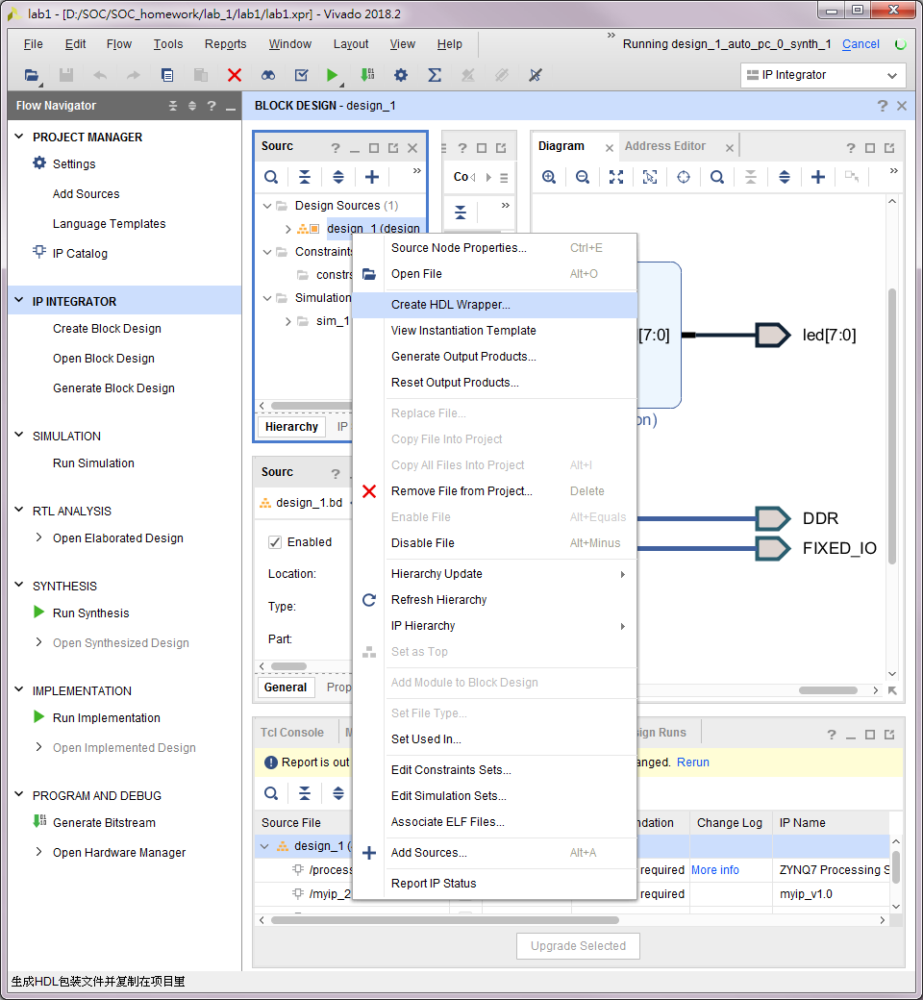 lab1 - [D:/SOC/SOC_homework/lab_1/lab1/lab1.xpr] - Vivado 2018.2
File Edit Flow Tools Reports Window Layout View Help
Running design_1_auto_pc_0_synth_1 Cancel
IP Integrator
Flow Navigator
PROJECT MANAGER
Settings
Add Sources
Language Templates
IP Catalog
IP INTEGRATOR
Create Block Design
Open Block Design
Generate Block Design
SIMULATION
Run Simulation
RTL ANALYSIS
Open Elaborated Design
SYNTHESIS
Run Synthesis
Open Synthesized Design
IMPLEMENTATION
Run Implementation
Open Implemented Design
PROGRAM AND DEBUG
Generate Bitstream
Open Hardware Manager
BLOCK DESIGN - design_1
Sourc
Design Sources (1)
design_1 (design
Constraints
constrs
Simulation
sim_1
Hierarchy IP
Co
Diagram Address Editor
[7:0]
led[7:0]
on)
DDR
FIXED_IO
Sourc
design_1.bd
Enabled
Location:
Type:
Part:
General Prop
Source Node Properties... Ctrl+E
Open File Alt+O
Create HDL Wrapper...
View Instantiation Template
Generate Output Products...
Reset Output Products...
Replace File...
Copy File Into Project
Copy All Files Into Project Alt+I
Remove File from Project... Delete
Enable File Alt+Equals
Disable File Alt+Minus
Hierarchy Update
Refresh Hierarchy
IP Hierarchy
Set as Top
Add Module to Block Design
Set File Type...
Set Used In...
Edit Constraints Sets...
Edit Simulation Sets...
Associate ELF Files...
Add Sources... Alt+A
Report IP Status
Tcl Console M sign Runs
Report is out anged. Rerun
Source File ndation Change Log IP Name
design_1 (
/process required More info ZYNQ7 Processing S
/myip_2 required myip_v1.0
Upgrade Selected
生成HDL包装文件并复制在项目里